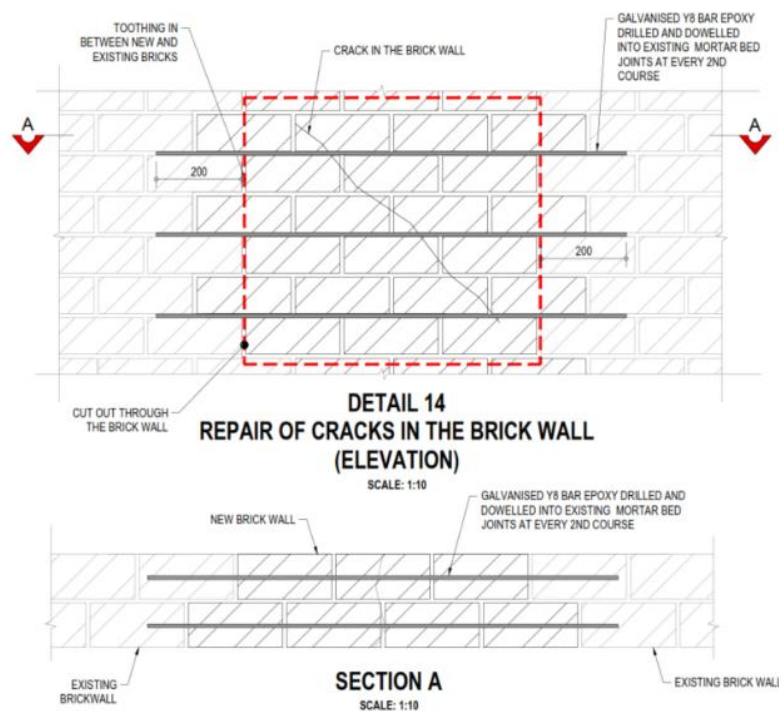 TOOTHING IN
BETWEEN NEW AND
EXISTING BRICKS
CRACK IN THE BRICK WALL
GALVANISED Y8 BAR EPOXY
DRILLED AND DOWELLED
INTO EXISTING MORTAR BED
JOINTS AT EVERY 2ND
COURSE
A
A
200
200
CUT OUT THROUGH
THE BRICK WALL
DETAIL 14
REPAIR OF CRACKS IN THE BRICK WALL
(ELEVATION)
SCALE: 1:10
NEW BRICK WALL
GALVANISED Y8 BAR EPOXY DRILLED AND
DOWELLED INTO EXISTING MORTAR BED
JOINTS AT EVERY 2ND COURSE
EXISTING
BRICKWALL
EXISTING BRICK WALL
SECTION A
SCALE: 1:10